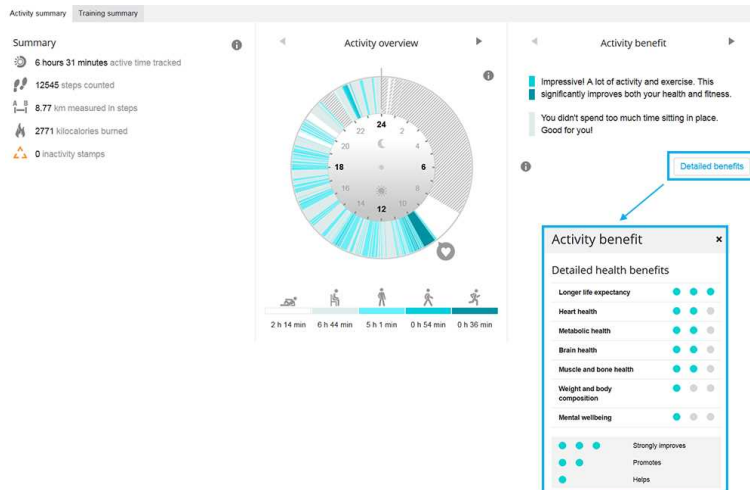 Activity summary
Training summary
Summary
6 hours 31 minutes active time tracked
12545 steps counted
A B
8.77 km measured in steps
2771 kilocalories burned
0 inactivity stamps
Activity overview
24
2
4
6
8
10
12
14
16
18
20
22
2 h 14 min
6 h 44 min
5 h 1 min
0 h 54 min
0 h 36 min
Activity benefit
Impressive! A lot of activity and exercise. This
significantly improves both your health and fitness.
You didn't spend too much time sitting in place.
Good for you!
Detailed benefits
Activity benefit
×
Detailed health benefits
Longer life expectancy
Heart health
Metabolic health
Brain health
Muscle and bone health
Weight and body
composition
Mental wellbeing
Strongly improves
Promotes
Helps